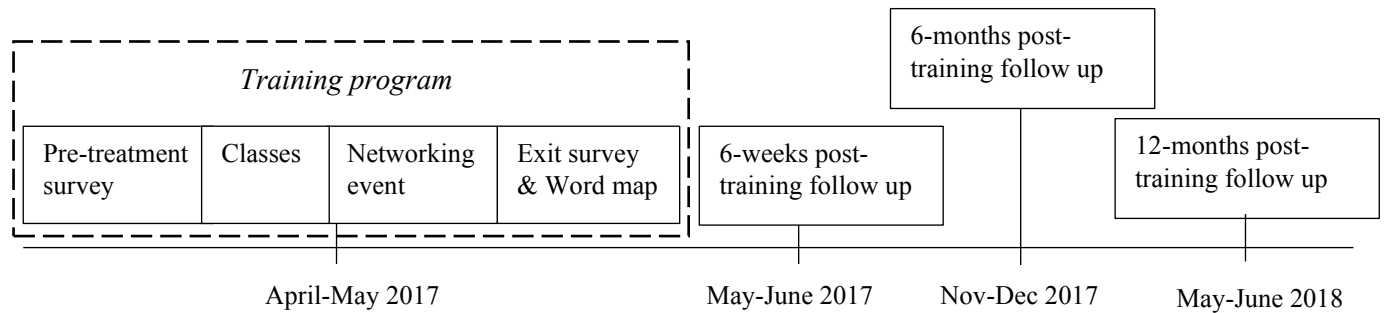 6-months post-
training follow up
Training program
Pre-treatment
survey
Classes
Networking
event
Exit survey
& Word map
6-weeks post-
training follow up
12-months post-
training follow up
April-May 2017
May-June 2017
Nov-Dec 2017
May-June 2018